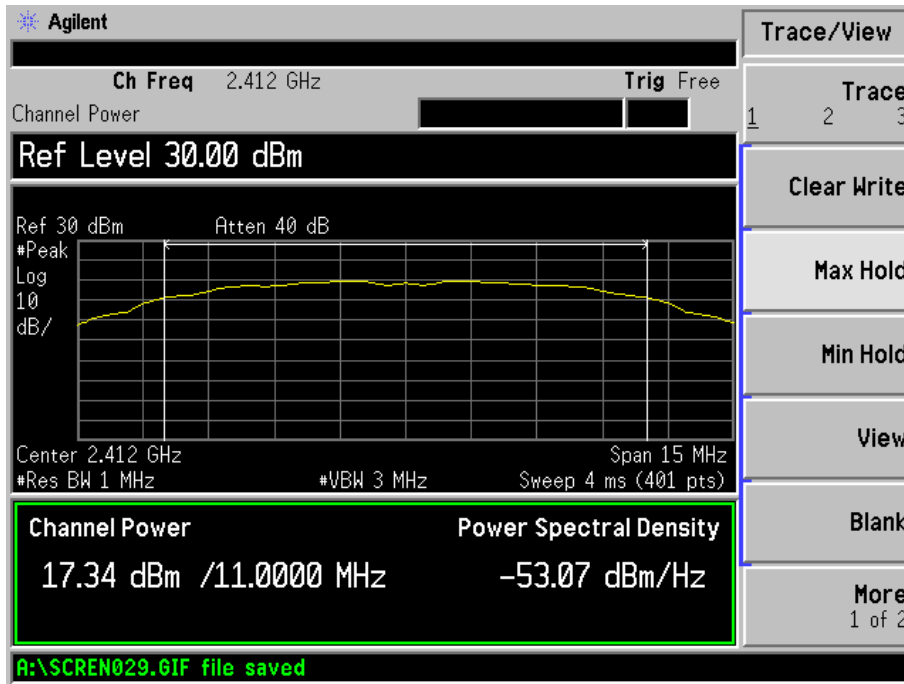 Agilent
Trace/View
Ch Freq 2.412 GHz Trig Free
Channel Power
Trace
1 2 3
Ref Level 30.00 dBm
Clear Write
Ref 30 dBm Atten 40 dB
#Peak
Log
10
dB/
Max Hold
Min Hold
Center 2.412 GHz Span 15 MHz
#Res BW 1 MHz #VBW 3 MHz Sweep 4 ms (401 pts)
View
Channel Power Power Spectral Density
17.34 dBm /11.0000 MHz -53.07 dBm/Hz
Blank
More
1 of 2
A:\SCREN029.GIF file saved